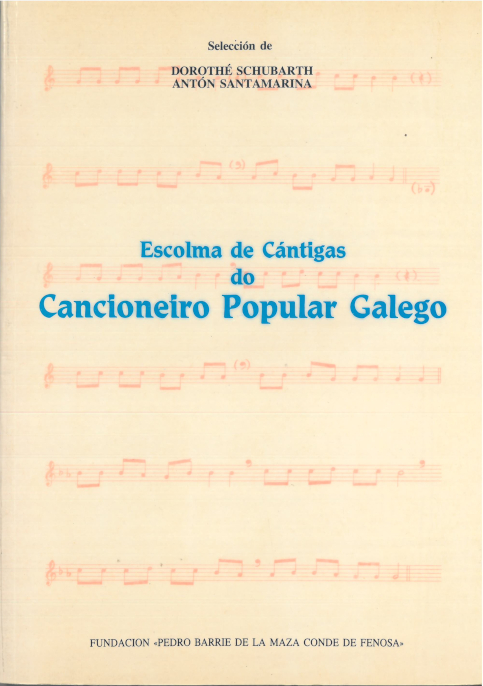 Selección de
DOROTHÉ SCHUBARTH
ANTÓN SANTAMARINA
Escolma de Cántigas
do
Cancioneiro Popular Galego
FUNDACION «PEDRO BARRIE DE LA MAZA CONDE DE FENOSA»